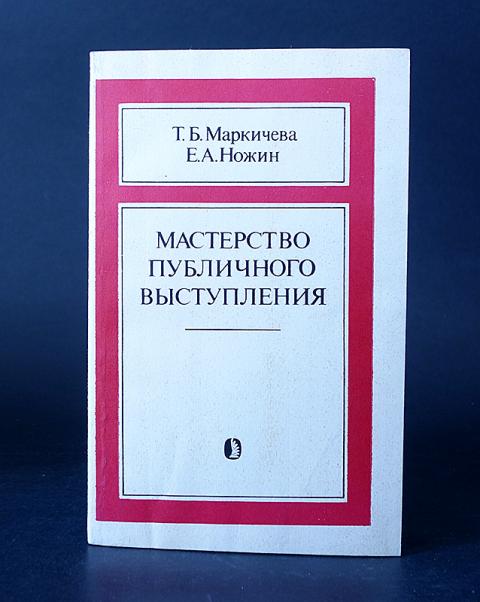 Т. Б. Маркичева
Е.А.Ножин
МАСТЕРСТВО
ПУБЛИЧНОГО
ВЫСТУПЛЕНИЯ